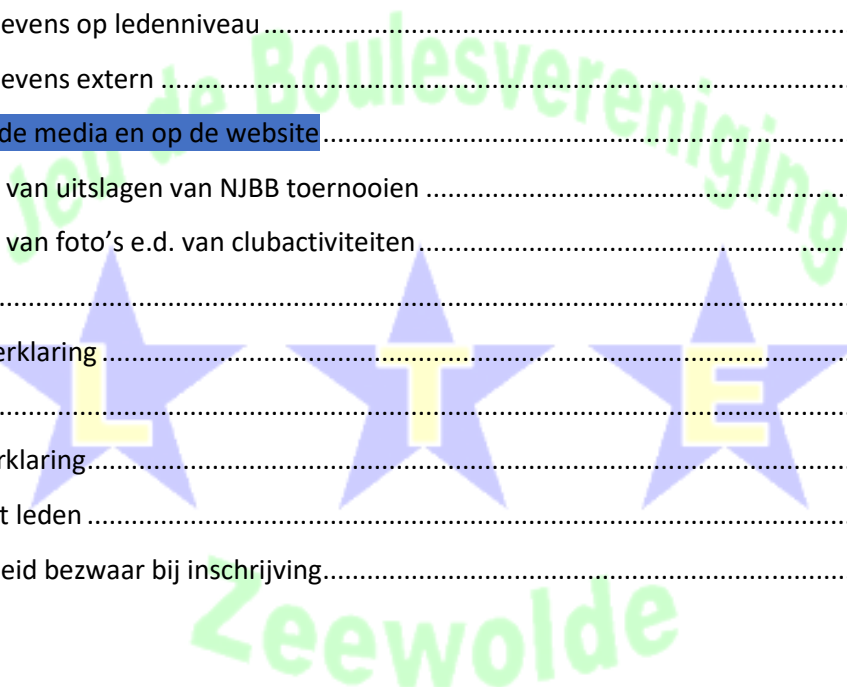 evens op ledenniveau
evens extern
de media en op de website
van uitslagen van NJBB toernooien
van foto's e.d. van clubactiviteiten
erklaring
rklaring
t leden
eid bezwaar bij inschrijving
Jeu de Boulesvereniging
L T E
Zeewolde